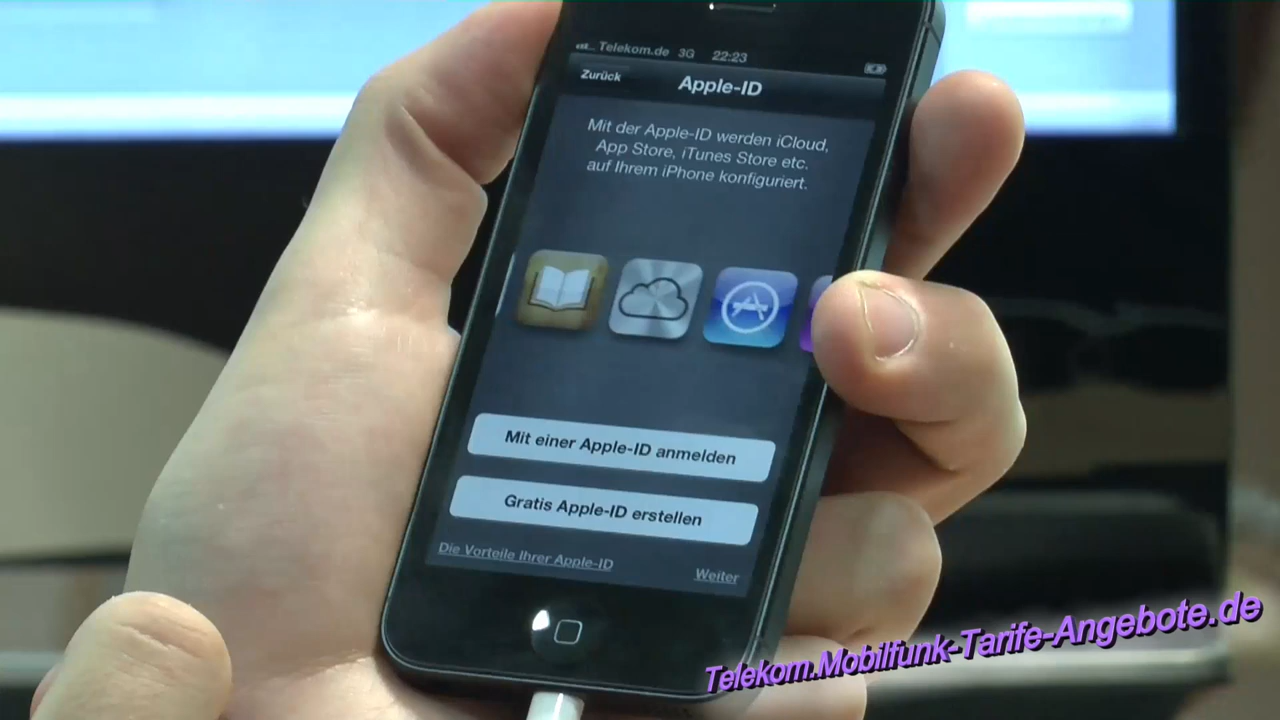 Telekom.de 3G 22:23
Zurück Apple-ID
Mit der Apple-ID werden iCloud,
App Store, iTunes Store etc.
auf Ihrem iPhone konfiguriert.
Mit einer Apple-ID anmelden
Gratis Apple-ID erstellen
Die Vorteile Ihrer Apple-ID Weiter
Telekom.Mobilfunk-Tarife-Angebote.de